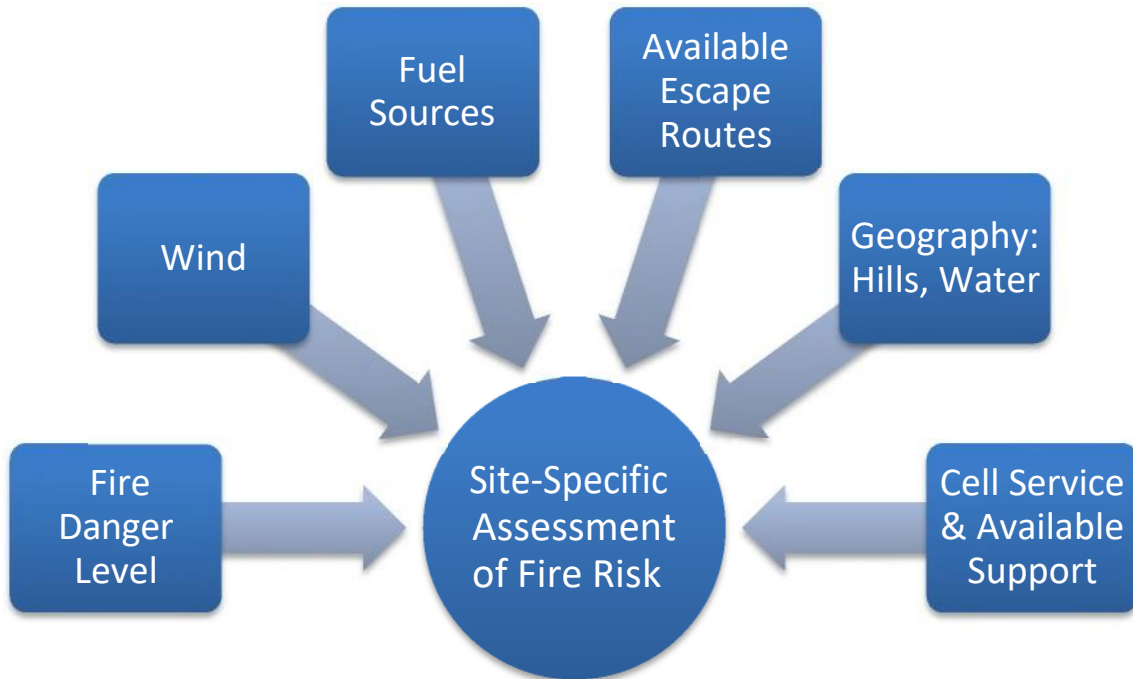 Fire
Danger
Level
Wind
Fuel
Sources
Available
Escape
Routes
Geography:
Hills, Water
Cell Service
& Available
Support
Site-Specific
Assessment
of Fire Risk